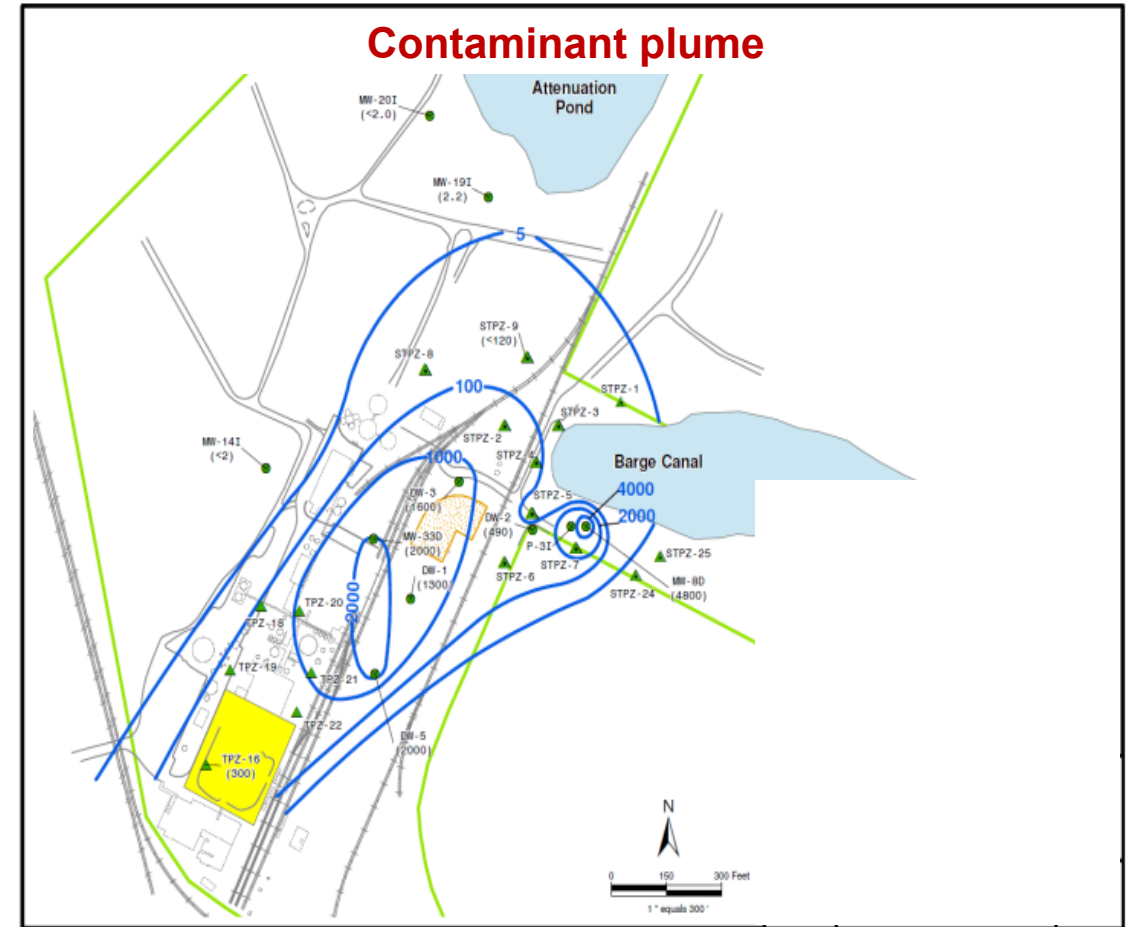 Contaminant plume
Attenuation
Pond
MW-20I
(<2.0)
MW-19I
(2.2)
5
STPZ-9
(<120)
STPZ-8
100
STPZ-1
STPZ-3
STPZ-2
MW-14I
(<2)
1000
STPZ-4
Barge Canal
DW-3
(1600)
STPZ-5
4000
2000
DW-2
(490)
MW-33D
(2000)
P-3I
STPZ-7
STPZ-25
DW-1
(1300)
STPZ-6
MW-8D
(4800)
STPZ-24
2000
TPZ-20
TPZ-18
TPZ-19
TPZ-21
TPZ-22
DW-5
(2000)
TPZ-16
(300)
N
0 150 300 Feet
1 " equals 300 '